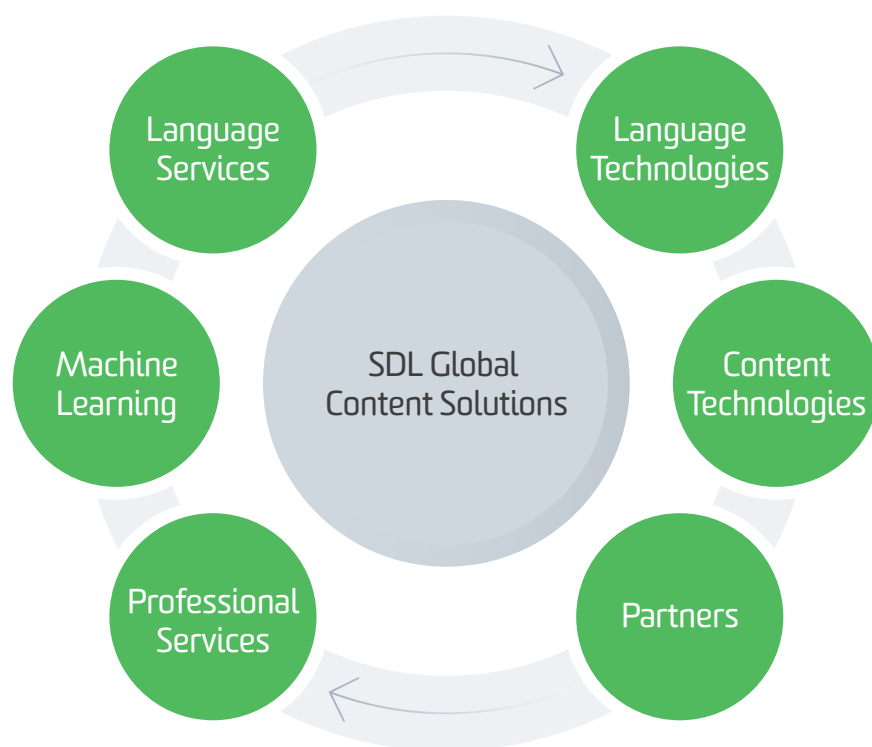 Language
Services
Language
Technologies
Machine
Learning
SDL Global
Content Solutions
Content
Technologies
Professional
Services
Partners